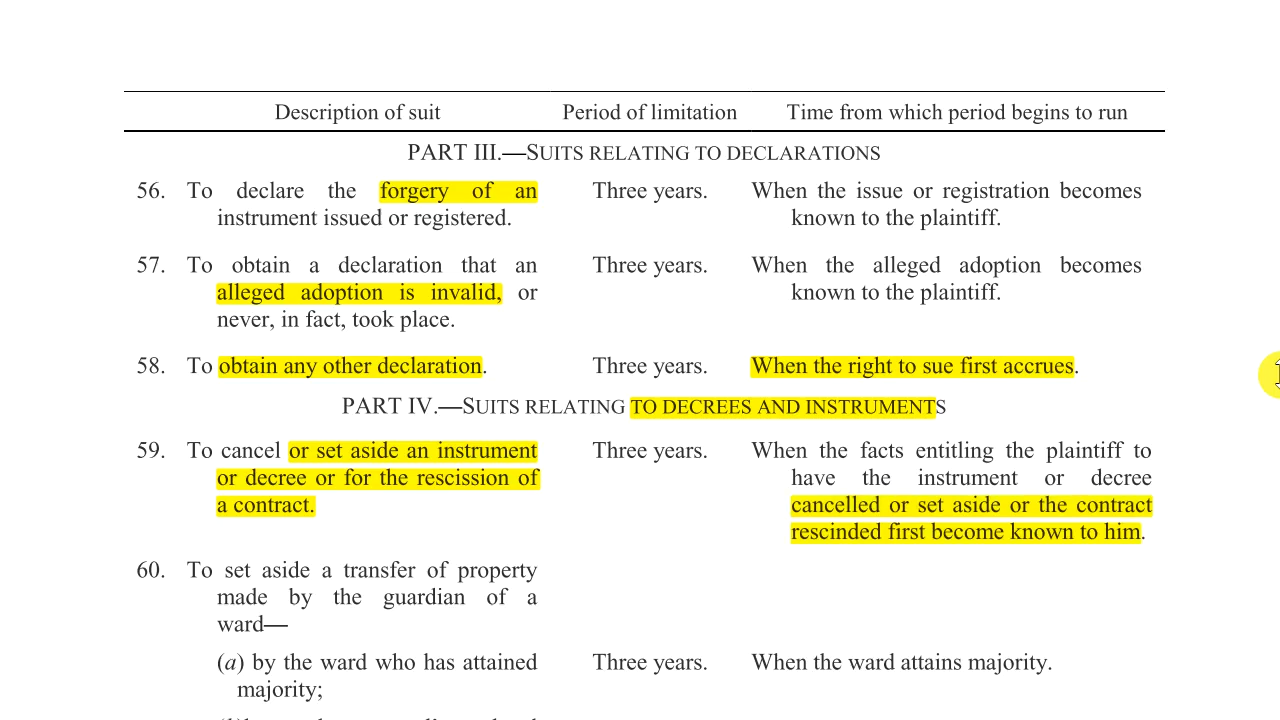 Description of suit Period of limitation Time from which period begins to run
PART III.—SUITS RELATING TO DECLARATIONS
56. To declare the forgery of an Three years. When the issue or registration becomes
instrument issued or registered. known to the plaintiff.
57. To obtain a declaration that an Three years. When the alleged adoption becomes
alleged adoption is invalid, or known to the plaintiff.
never, in fact, took place.
58. To obtain any other declaration. Three years. When the right to sue first accrues.
PART IV.—SUITS RELATING TO DECREES AND INSTRUMENTS
59. To cancel or set aside an instrument Three years. When the facts entitling the plaintiff to
or decree or for the rescission of have the instrument or decree
a contract. cancelled or set aside or the contract
rescinded first become known to him.
60. To set aside a transfer of property
made by the guardian of a
ward—
(a) by the ward who has attained Three years. When the ward attains majority.
majority;